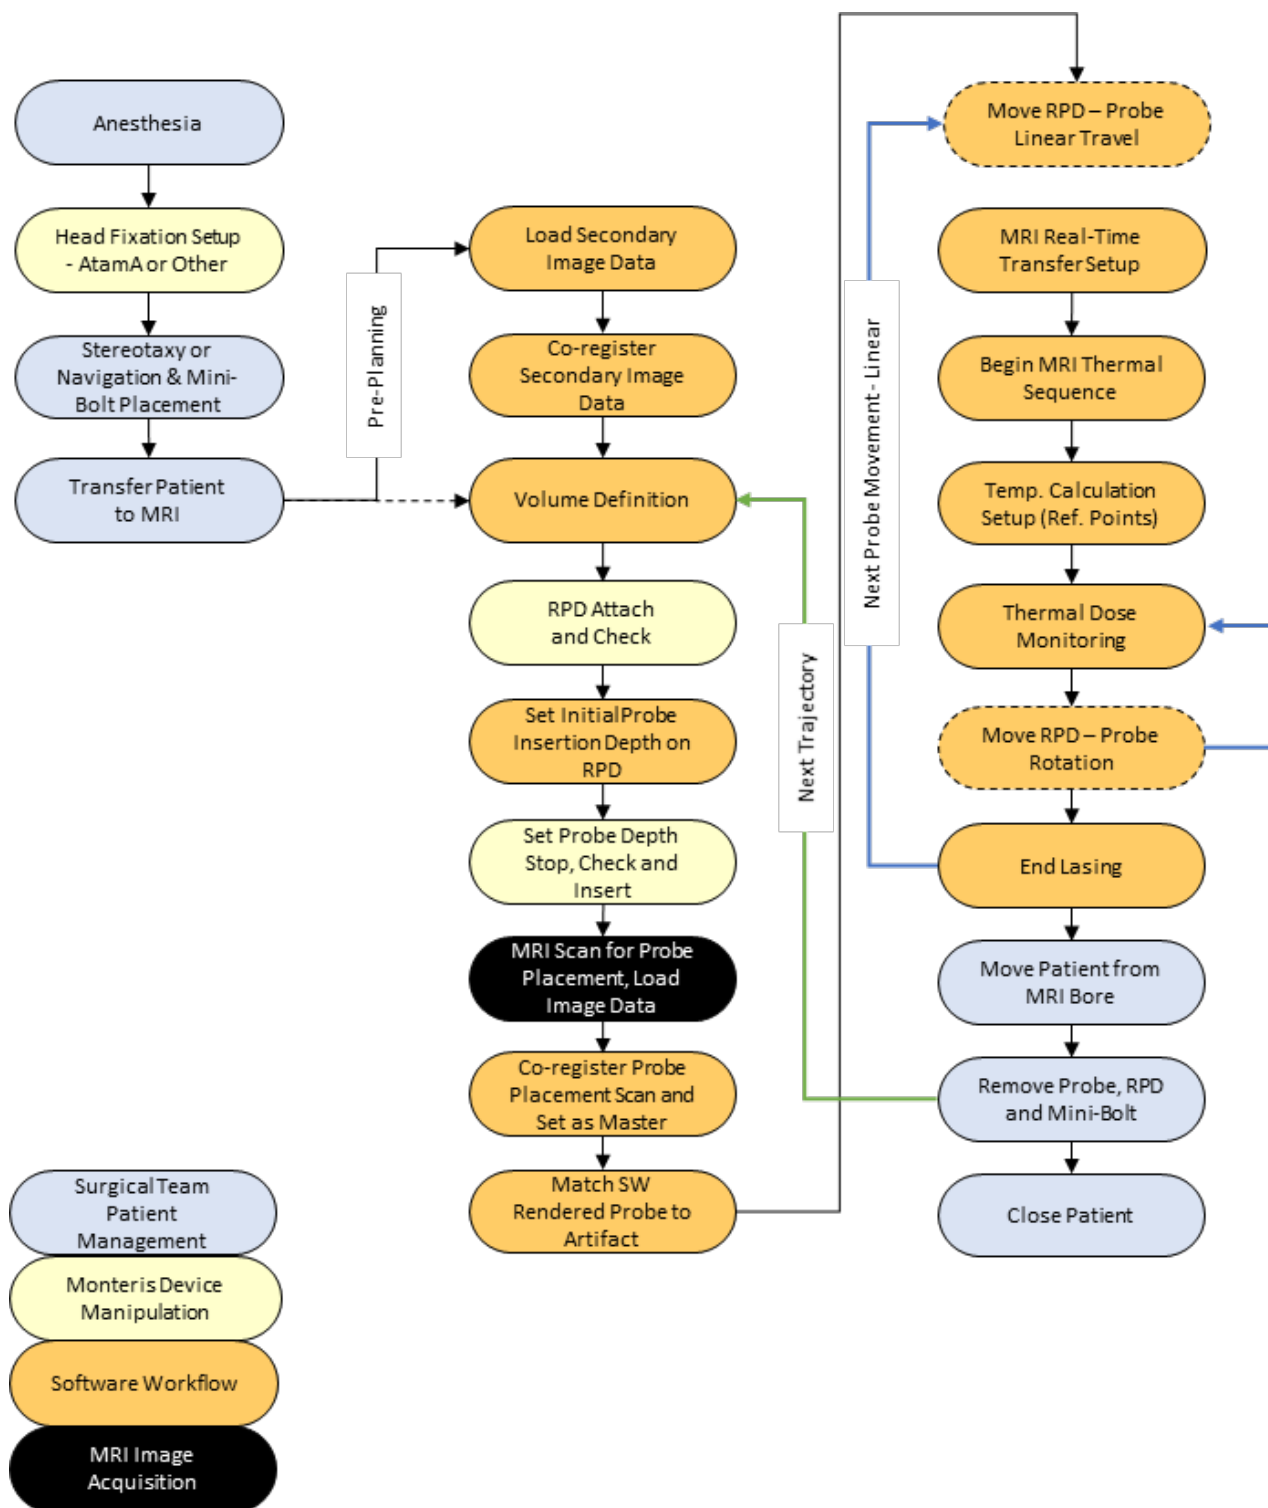 Anesthesia
Head Fixation Setup
- AtamA or Other
Stereotaxy or
Navigation & Mini-
Bolt Placement
Transfer Patient
to MRI
Pre-Planning
Load Secondary
Image Data
Co-register
Secondary Image
Data
Volume Definition
RPD Attach
and Check
Set Initial Probe
Insertion Depth on
RPD
Set Probe Depth
Stop, Check and
Insert
MRI Scan for Probe
Placement, Load
Image Data
Co-register Probe
Placement Scan and
Set as Master
Match SW
Rendered Probe to
Artifact
Next Trajectory
Next Probe Movement - Linear
Move RPD – Probe
Linear Travel
MRI Real-Time
Transfer Setup
Begin MRI Thermal
Sequence
Temp. Calculation
Setup (Ref. Points)
Thermal Dose
Monitoring
Move RPD – Probe
Rotation
End Lasing
Move Patient from
MRI Bore
Remove Probe, RPD
and Mini-Bolt
Close Patient
Surgical Team
Patient
Management
Monteris Device
Manipulation
Software Workflow
MRI Image
Acquisition